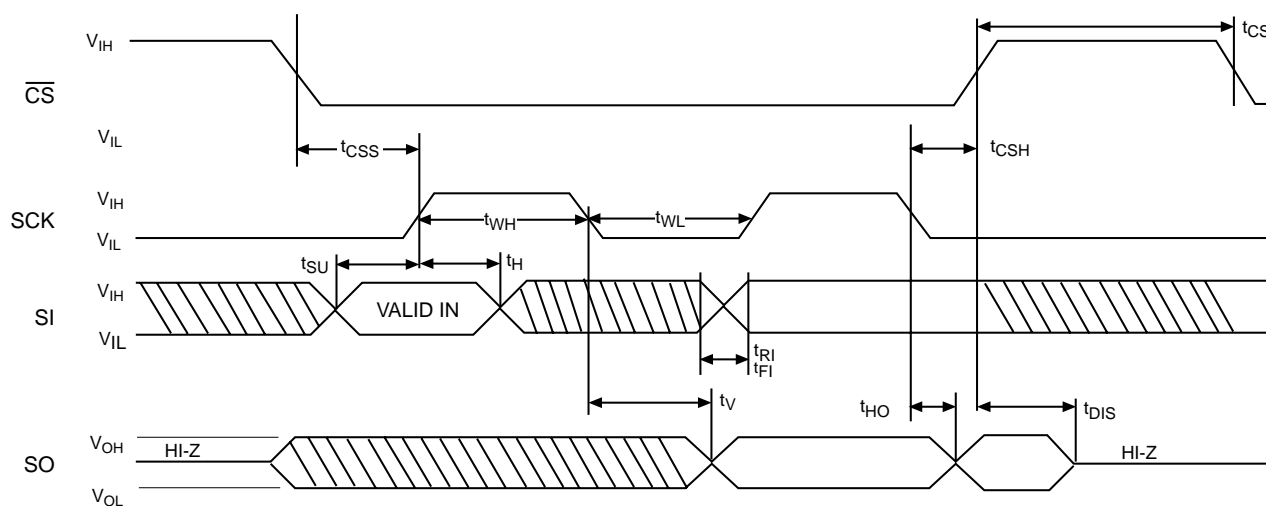 V_IH
t_CS
CS
V_IL
t_CSS
t_CSH
V_IH
SCK
t_WH
t_WL
V_IL
t_SU
t_H
V_IH
SI
VALID IN
V_IL
t_RI
t_FI
t_V
t_HO
t_DIS
V_OH
HI-Z
HI-Z
SO
V_OL